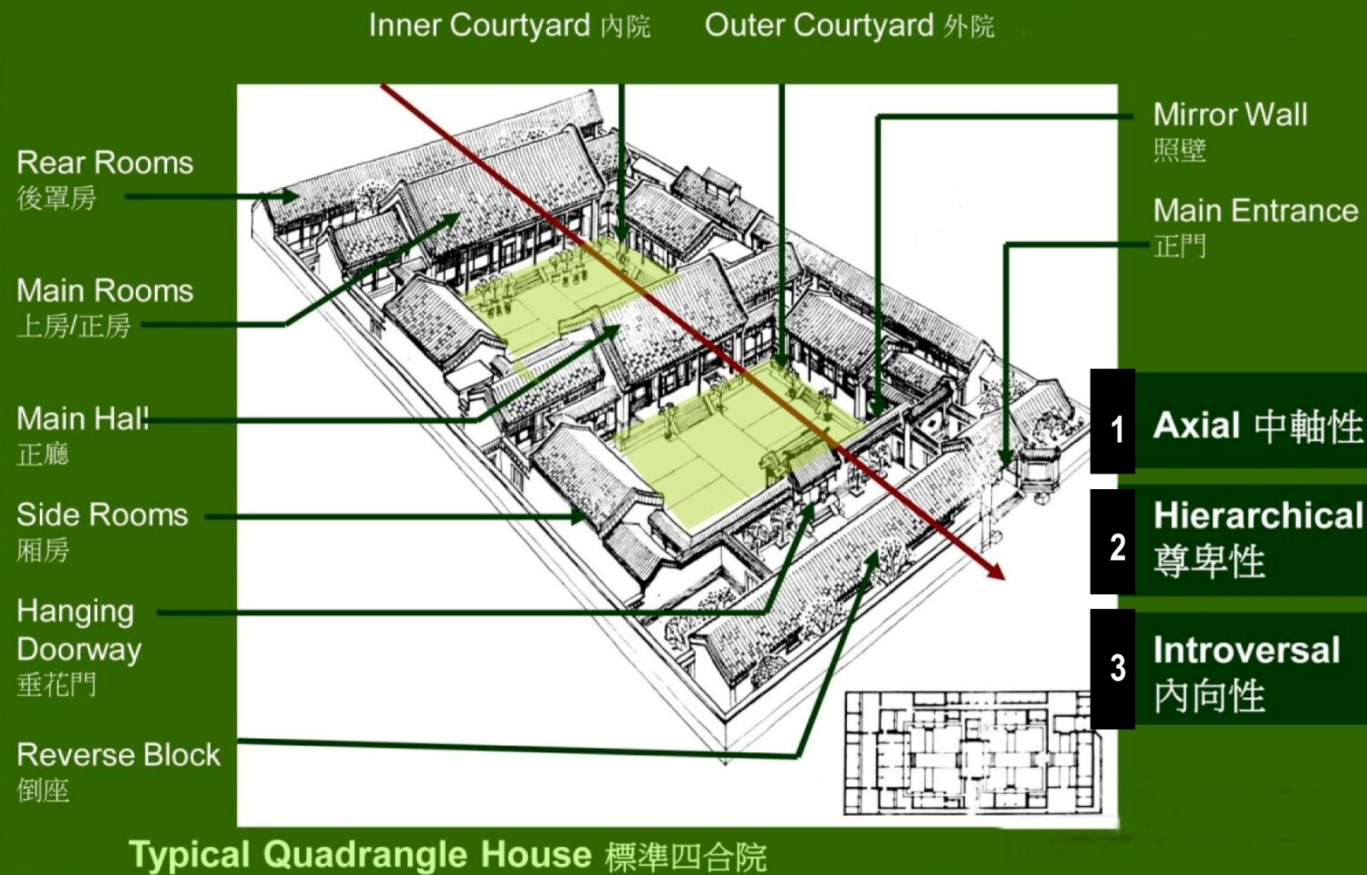 Inner Courtyard 內院
Outer Courtyard 外院
Rear Rooms
後罩房
Main Rooms
上房/正房
Main Hall
正廳
Side Rooms
廂房
Hanging
Doorway
垂花門
Reverse Block
倒座
Mirror Wall
照壁
Main Entrance
正門
1 Axial 中軸性
2 Hierarchical
尊卑性
3 Introversal
內向性
Typical Quadrangle House 標準四合院